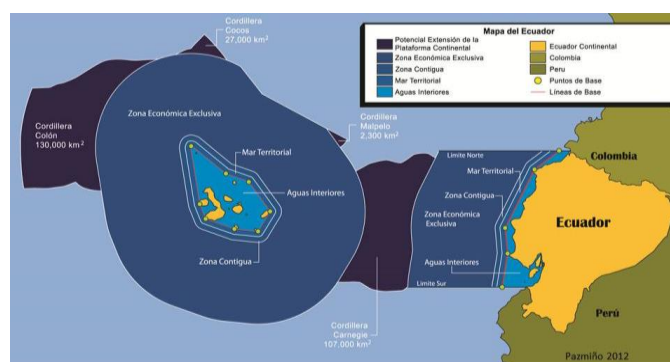 Cordillera
Cocos
27,000 km²
Mapa del Ecuador
Potencial Extensión de la
Plataforma Continental
Zona Económica Exclusiva
Zona Contigua
Mar Territorial
Aguas Interiores
Ecuador Continental
Colombia
Peru
Puntos de Base
Líneas de Base
Zona Económica Exclusiva
Cordillera
Colón
130,000 km²
Cordillera
Malpelo
2,300 km²
Mar Territorial
Aguas Interiores
Zona Contigua
Limite Norte
Mar Territorial
Zona Contigua
Zona Económica
Exclusiva
Aguas Interiores
Limite Sur
Colombia
Ecuador
Perú
Cordillera
Carnegie
107,000 km²
Pazmiño 2012